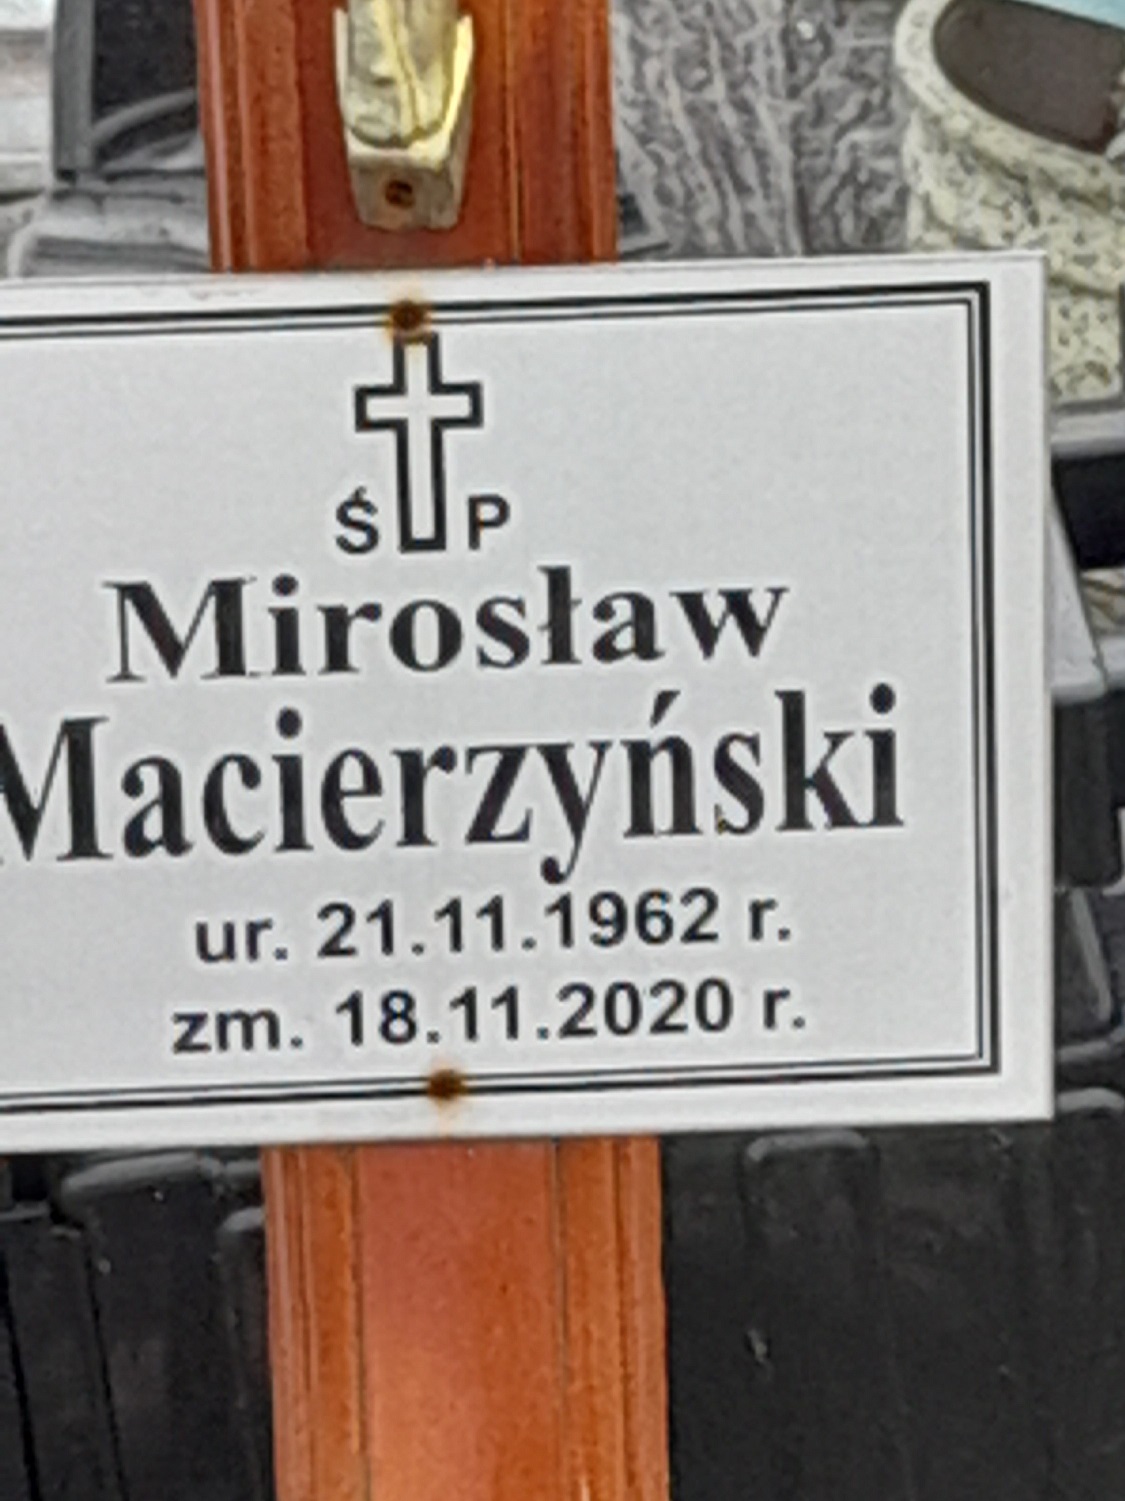 Ś P
Mirosław
Macierzyński
ur. 21.11.1962 r.
zm. 18.11.2020 r.